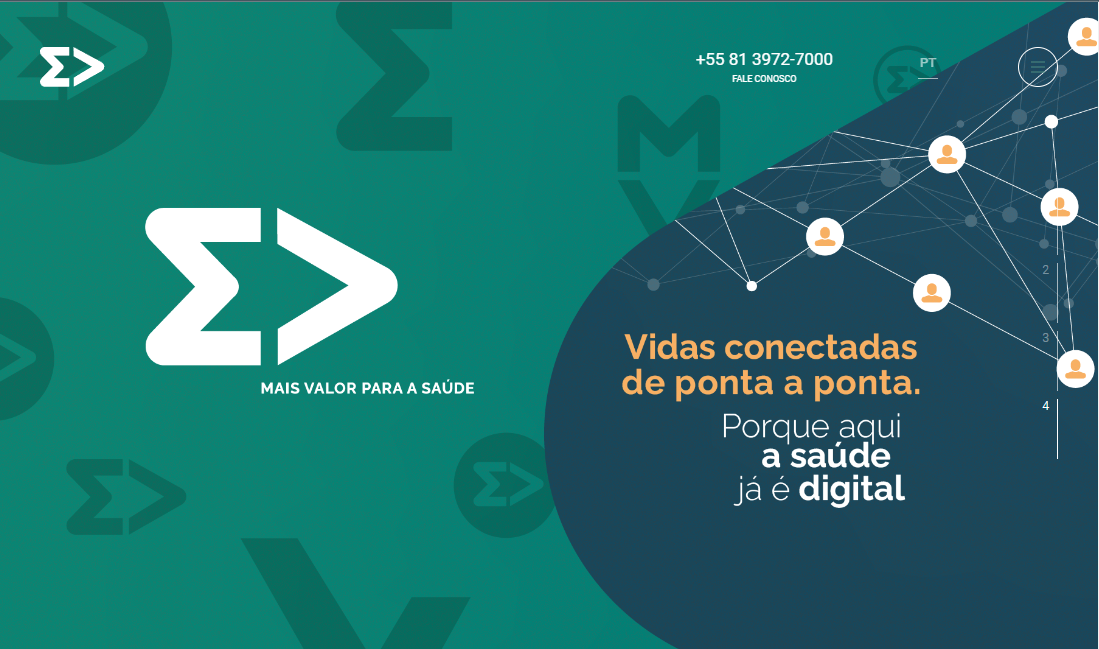 +55 81 3972-7000
FALE CONOSCO
PT
MAIS VALOR PARA A SAÚDE
Vidas conectadas
de ponta a ponta.
Porque aqui
a saúde
já é digital
2
3
4